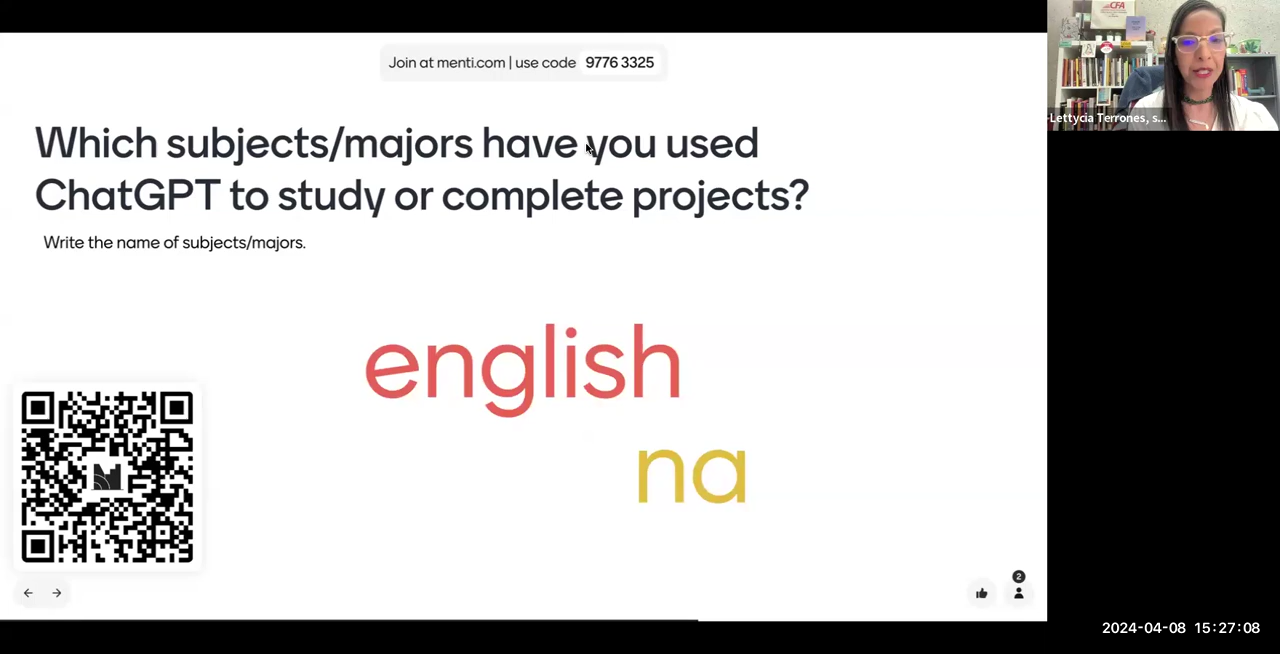 Join at menti.com | use code 9776 3325
CFA
Which subjects/majors have you used
ChatGPT to study or complete projects?
Lettycia Terrones, s...
Write the name of subjects/majors.
english
na
2
2024-04-08 15:27:08